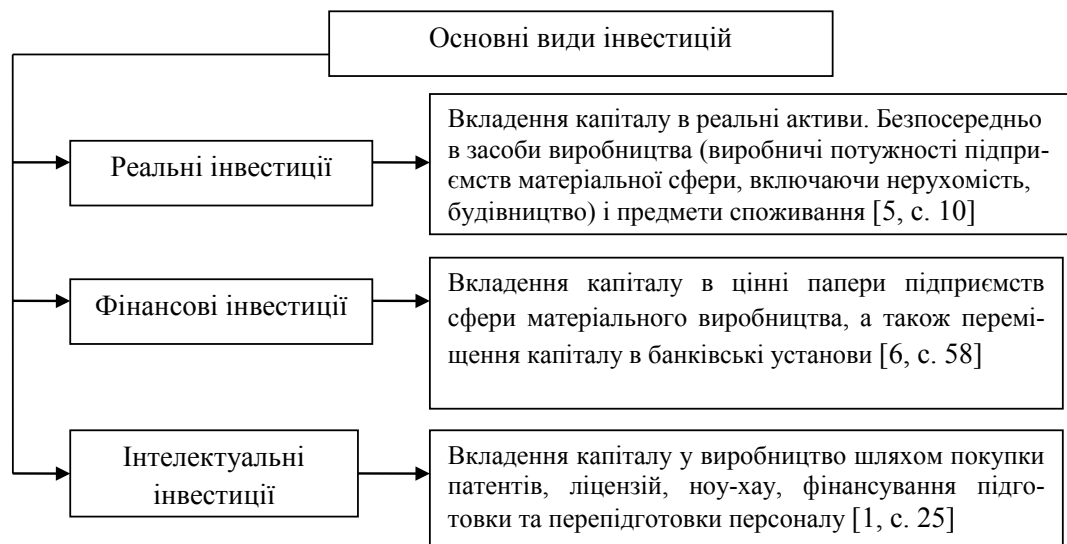 Основні види інвестицій
Реальні інвестиції
Вкладення капіталу в реальні активи. Безпосередньо
в засоби виробництва (виробничі потужності підпри-
ємств матеріальної сфери, включаючи нерухомість,
будівництво) і предмети споживання [5, с. 10]
Фінансові інвестиції
Вкладення капіталу в цінні папери підприємств
сфери матеріального виробництва, а також перемі-
щення капіталу в банківські установи [6, с. 58]
Інтелектуальні
інвестиції
Вкладення капіталу у виробництво шляхом покупки
патентів, ліцензій, ноу-хау, фінансування підго-
товки та перепідготовки персоналу [1, с. 25]